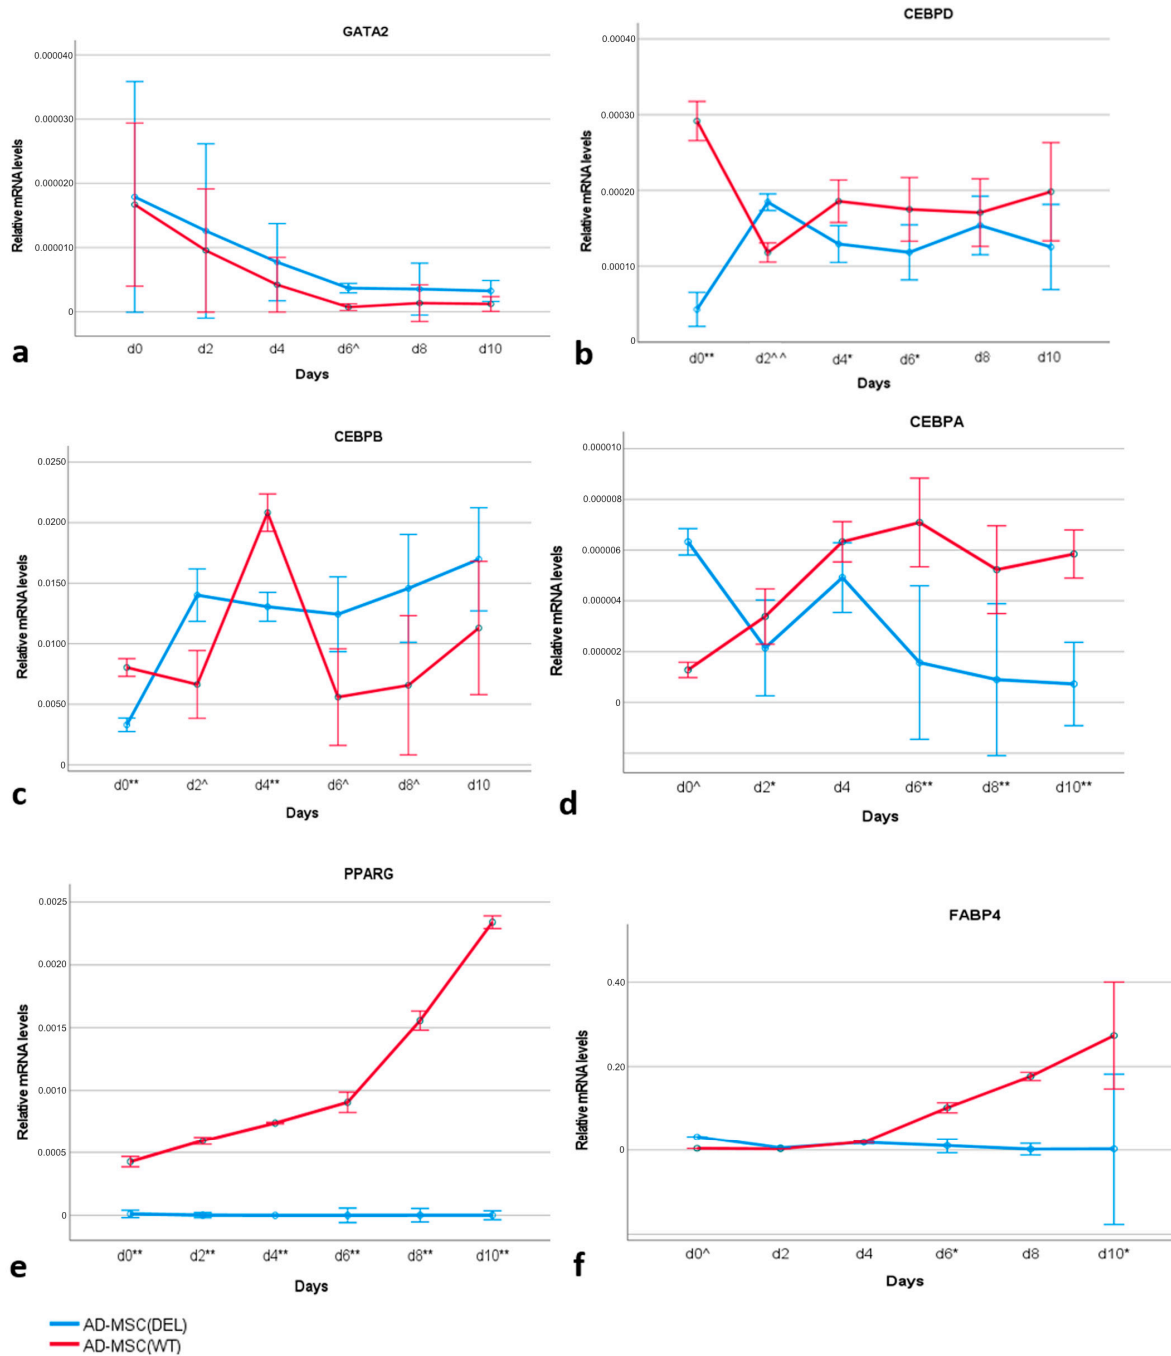 GATA2
0.000040
0.000030
0.000020
0.000010
0
Relative mRNA levels
d0 d2 d4 d6^ d8 d10
Days
a
CEBPD
0.00040
0.00030
0.00020
0.00010
0
Relative mRNA levels
d0** d2^^ d4* d6* d8 d10
Days
b
CEBPB
0.0250
0.0200
0.0150
0.0100
0.0050
0
Relative mRNA levels
d0** d2^ d4** d6^ d8^ d10
Days
c
CEBPA
0.000010
0.000008
0.000006
0.000004
0.000002
0
Relative mRNA levels
d0^ d2* d4 d6** d8** d10**
Days
d
PPARG
0.0025
0.0020
0.0015
0.0010
0.0005
0
Relative mRNA levels
d0** d2** d4** d6** d8** d10**
Days
e
FABP4
0.40
0.20
0
Relative mRNA levels
d0^ d2 d4 d6* d8 d10*
Days
f
AD-MSC(DEL)
AD-MSC(WT)